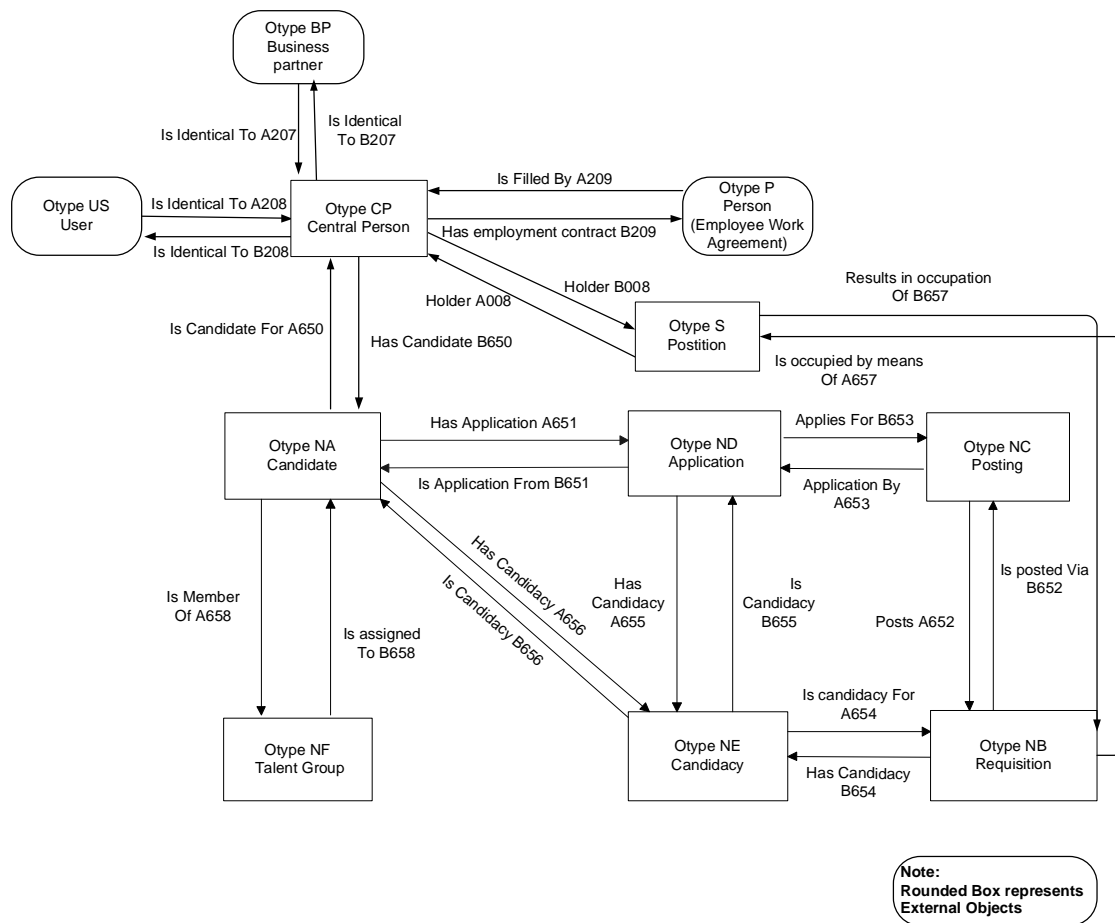 Otype BP
Business
partner
Is Identical To A207
Is Identical
To B207
Otype US
User
Is Identical To A208
Is Identical To B208
Otype CP
Central Person
Is Filled By A209
Has employment contract B209
Otype P
Person
(Employee Work
Agreement)
Holder B008
Holder A008
Results in occupation
Of B657
Otype S
Postition
Is occupied by means
Of A657
Is Candidate For A650
Has Candidate B650
Otype NA
Candidate
Has Application A651
Is Application From B651
Otype ND
Application
Applies For B653
Application By
A653
Otype NC
Posting
Is Member
Of A658
Is assigned
To B658
Has Candidacy A656
Is Candidacy B656
Has
Candidacy
A655
Is
Candidacy
B655
Posts A652
Is posted Via
B652
Otype NF
Talent Group
Otype NE
Candidacy
Is candidacy For
A654
Has Candidacy
B654
Otype NB
Requisition
Note:
Rounded Box represents
External Objects